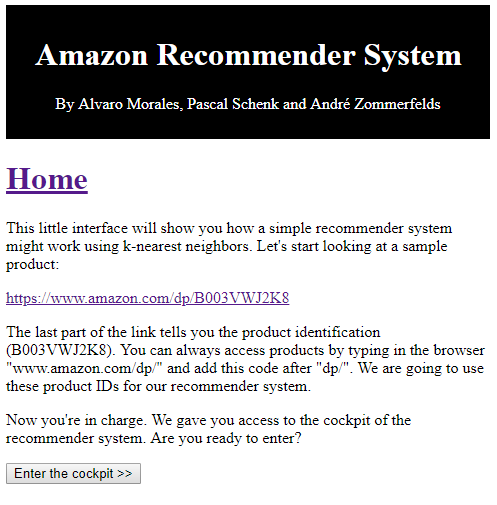 Amazon Recommender System
By Alvaro Morales, Pascal Schenk and André Zommerfelds
Home
This little interface will show you how a simple recommender system
might work using k-nearest neighbors. Let's start looking at a sample
product:
https://www.amazon.com/dp/B003VWJ2K8
The last part of the link tells you the product identification
(B003VWJ2K8). You can always access products by typing in the browser
"www.amazon.com/dp/" and add this code after "dp/". We are going to use
these product IDs for our recommender system.
Now you're in charge. We gave you access to the cockpit of the
recommender system. Are you ready to enter?
Enter the cockpit >>